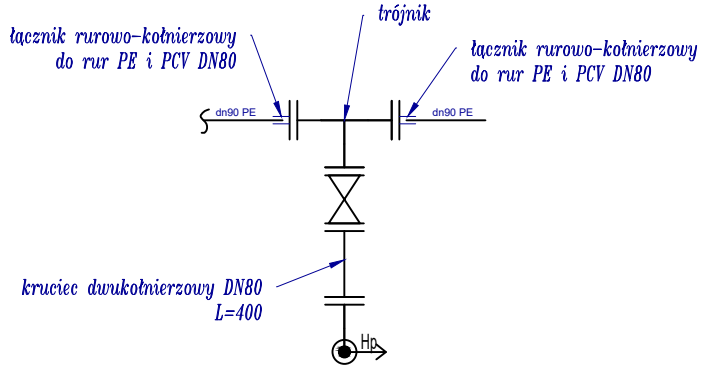 trójnik
łącznik rurowo-kołnierzowy
do rur PE i PCV DN80
łącznik rurowo-kołnierzowy
do rur PE i PCV DN80
dn90 PE
dn90 PE
kruciec dwukołnierzowy DN80
L=400
Hp